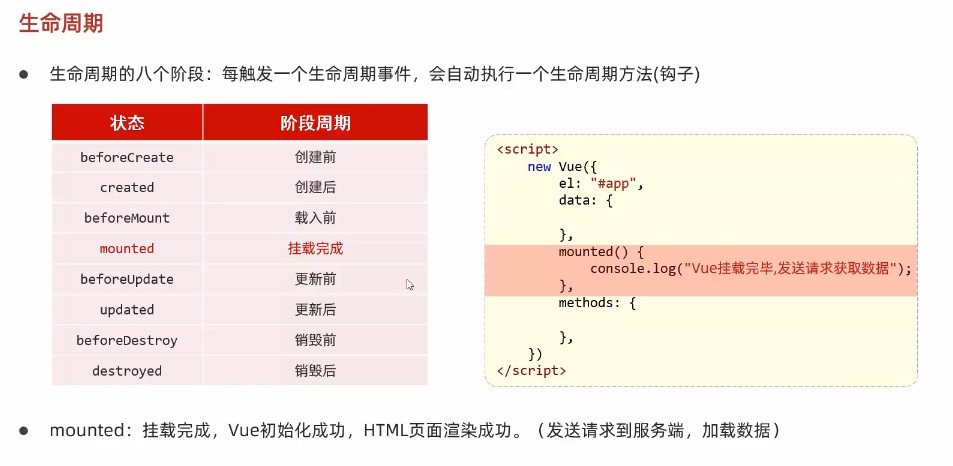 生命周期
● 生命周期的八个阶段：每触发一个生命周期事件，会自动执行一个生命周期方法(钩子)
状态 阶段周期
beforeCreate 创建前
created 创建后
beforeMount 载入前
mounted 挂载完成
beforeUpdate 更新前
updated 更新后
beforeDestroy 销毁前
destroyed 销毁后
<script>
new Vue({
el: "#app",
data: {
},
mounted() {
console.log("Vue挂载完毕,发送请求获取数据");
},
methods: {
},
})
</script>
● mounted：挂载完成，Vue初始化成功，HTML页面渲染成功。（发送请求到服务端，加载数据）